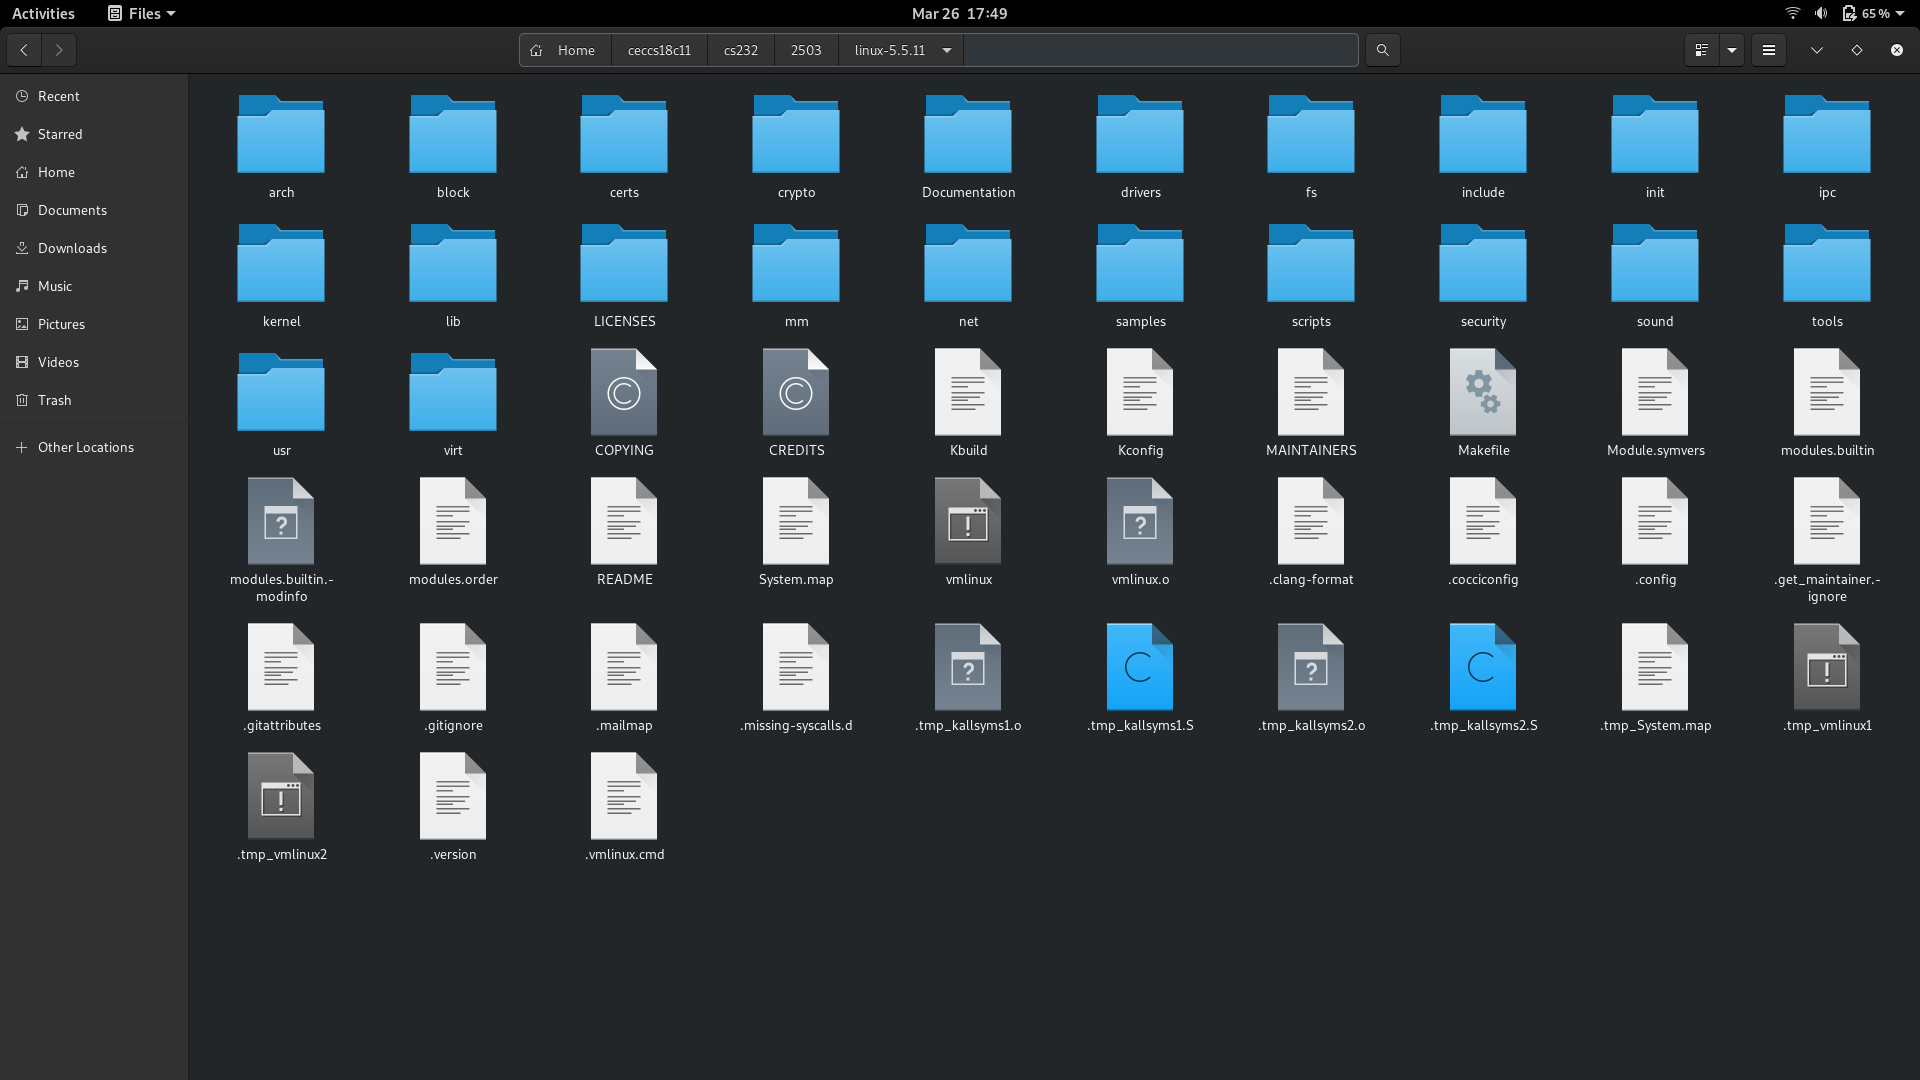 Activities
Files
Mar 26 17:49
65 %
Home
ceccs18c11
cs232
2503
linux-5.5.11
Recent
Starred
Home
Documents
Downloads
Music
Pictures
Videos
Trash
Other Locations
arch
block
certs
crypto
Documentation
drivers
fs
include
init
ipc
kernel
lib
LICENSES
mm
net
samples
scripts
security
sound
tools
usr
virt
COPYING
CREDITS
Kbuild
Kconfig
MAINTAINERS
Makefile
Module.symvers
modules.builtin
modules.builtin.-
modinfo
modules.order
README
System.map
vmlinux
vmlinux.o
.clang-format
.cocciconfig
.config
.get_maintainer.-
ignore
.gitattributes
.gitignore
.mailmap
.missing-syscalls.d
.tmp_kallsyms1.o
.tmp_kallsyms1.S
.tmp_kallsyms2.o
.tmp_kallsyms2.S
.tmp_System.map
.tmp_vmlinux1
.tmp_vmlinux2
.version
.vmlinux.cmd